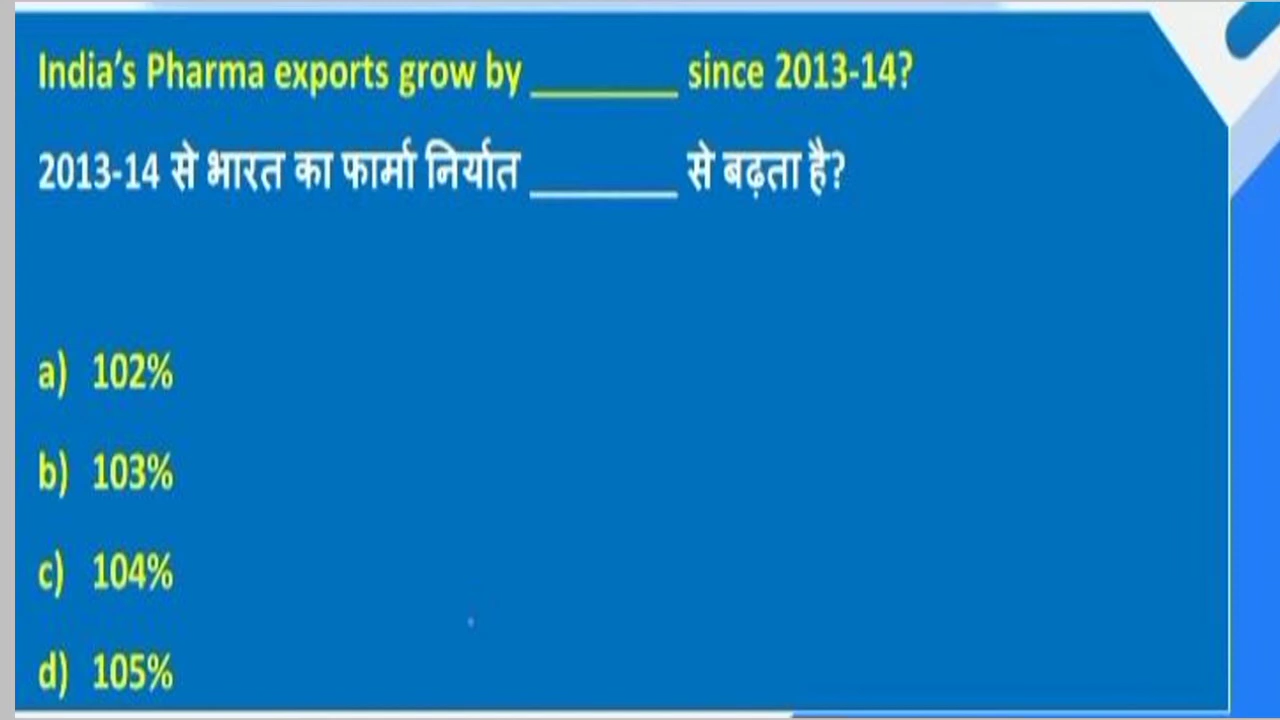 India's Pharma exports grow by ________ since 2013-14?
2013-14 से भारत का फार्मा निर्यात ________ से बढ़ता है?
a) 102%
b) 103%
c) 104%
d) 105%